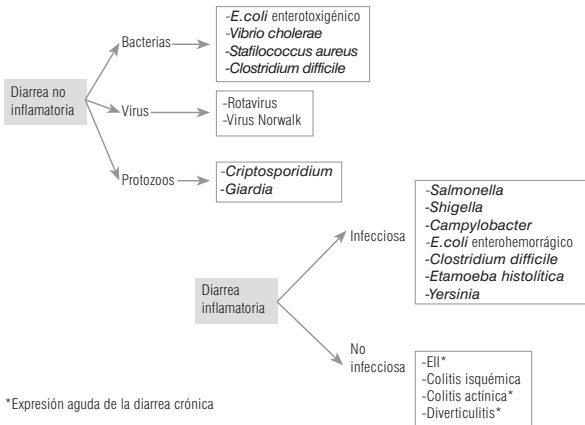 Diarrea no
inflamatoria
Bacterias
-E.coli enterotoxigénico
-Vibrio cholerae
-Stafilococcus aureus
-Clostridium difficile
Virus
-Rotavirus
-Virus Norwalk
Protozoos
-Criptosporidium
-Giardia
Diarrea
inflamatoria
Infecciosa
-Salmonella
-Shigella
-Campylobacter
-E.coli enterohemorrágico
-Clostridium difficile
-Etamoeba histolítica
-Yersinia
No
infecciosa
-EII*
-Colitis isquémica
-Colitis actínica*
-Diverticulitis*
*Expresión aguda de la diarrea crónica